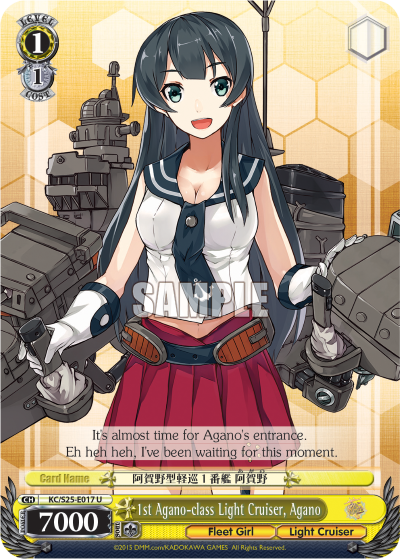 LEVEL
1
1
COST
SAMPLE
It's almost time for Agano's entrance.
Eh heh heh, I've been waiting for this moment.
Card Name
阿賀野型軽巡1番艦 阿賀野
CH KC/S25-E017 U
1st Agano-class Light Cruiser, Agano
POWER 7000 SOUL
Fleet Girl Light Cruiser
©2015 DMM.com/KADOKAWA GAMES All Rights Reserved.